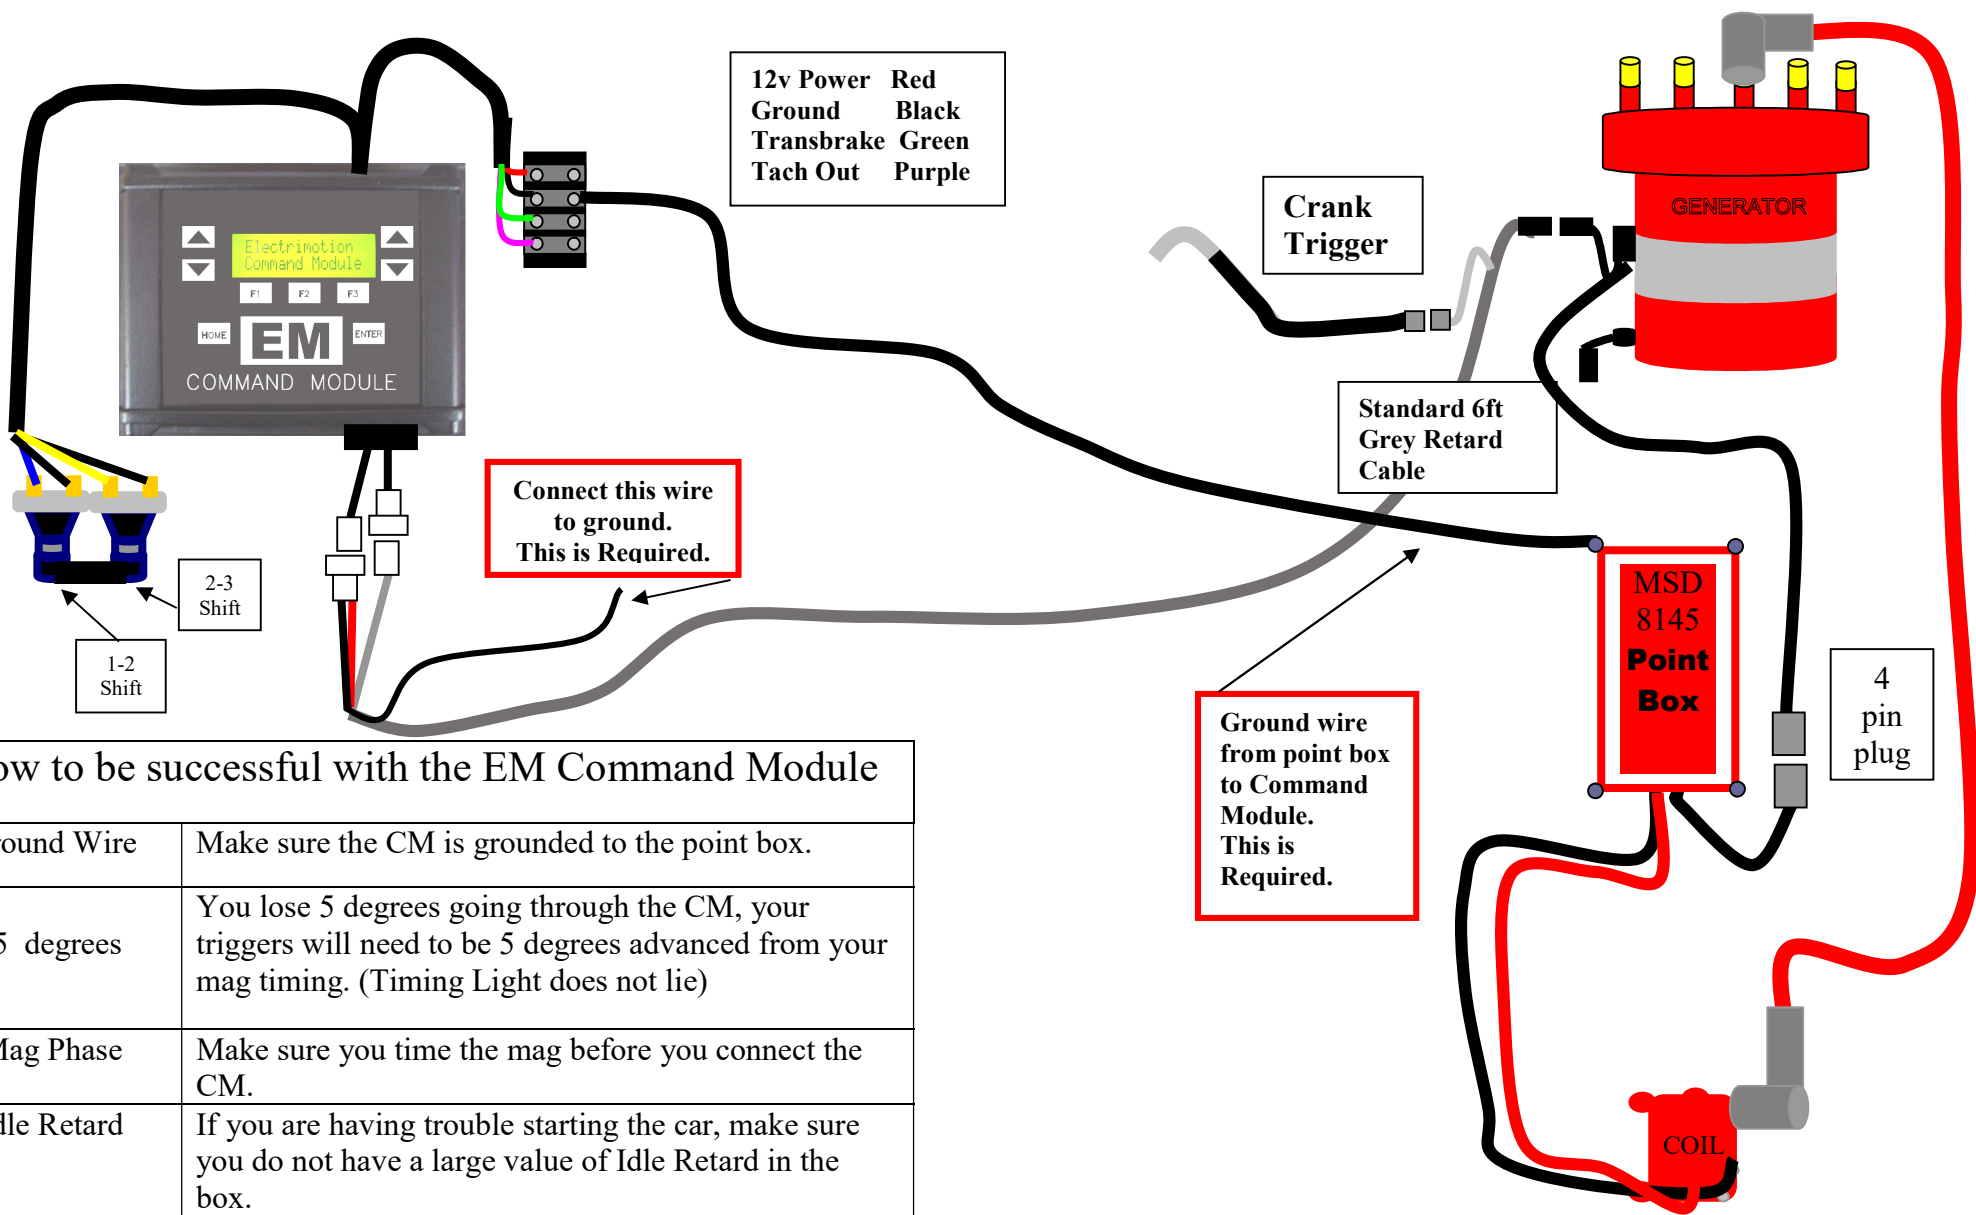 12v Power Red
Ground Black
Transbrake Green
Tach Out Purple
Crank
Trigger
GENERATOR
Electrimotion
Command Module
F1 F2 F3
HOME EM ENTER
COMMAND MODULE
Standard 6ft
Grey Retard
Cable
Connect this wire
to ground.
This is Required.
2-3
Shift
1-2
Shift
MSD
8145
Point
Box
4
pin
plug
Ground wire
from point box
to Command
Module.
This is
Required.
ow to be successful with the EM Command Module
ound Wire
Make sure the CM is grounded to the point box.
5 degrees
You lose 5 degrees going through the CM, your
triggers will need to be 5 degrees advanced from your
mag timing. (Timing Light does not lie)
Mag Phase
Make sure you time the mag before you connect the
CM.
dle Retard
If you are having trouble starting the car, make sure
you do not have a large value of Idle Retard in the
box.
COIL